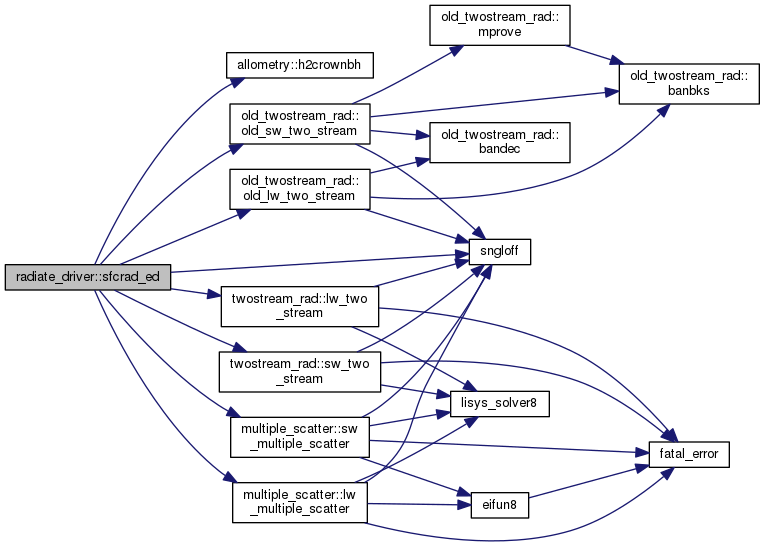 old_twostream_rad::
mprove
allometry::h2crownbh
old_twostream_rad::
banbks
old_twostream_rad::
old_sw_two_stream
old_twostream_rad::
bandec
old_twostream_rad::
old_lw_two_stream
sngloff
radiate_driver::sfcrad_ed
twostream_rad::lw_two
_stream
twostream_rad::sw_two
_stream
lisys_solver8
multiple_scatter::sw
_multiple_scatter
fatal_error
multiple_scatter::lw
_multiple_scatter
eifun8